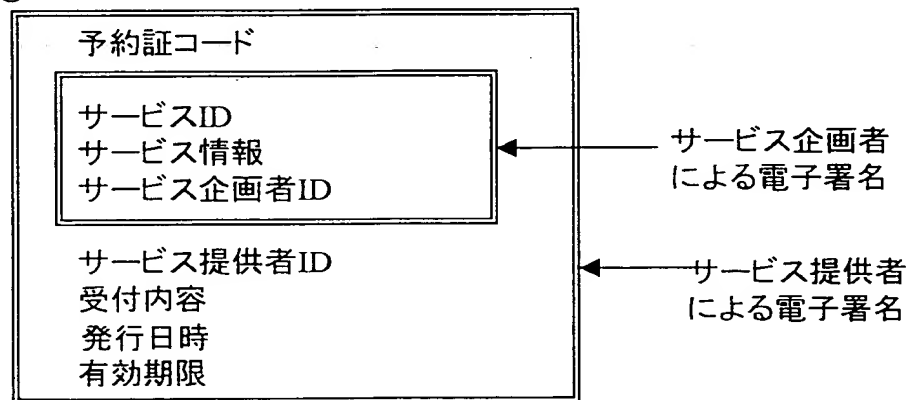 予約証コード
サービスID
サービス情報
サービス企画者ID
サービス企画者
による電子署名
サービス提供者ID
受付内容
発行日時
有効期限
サービス提供者
による電子署名